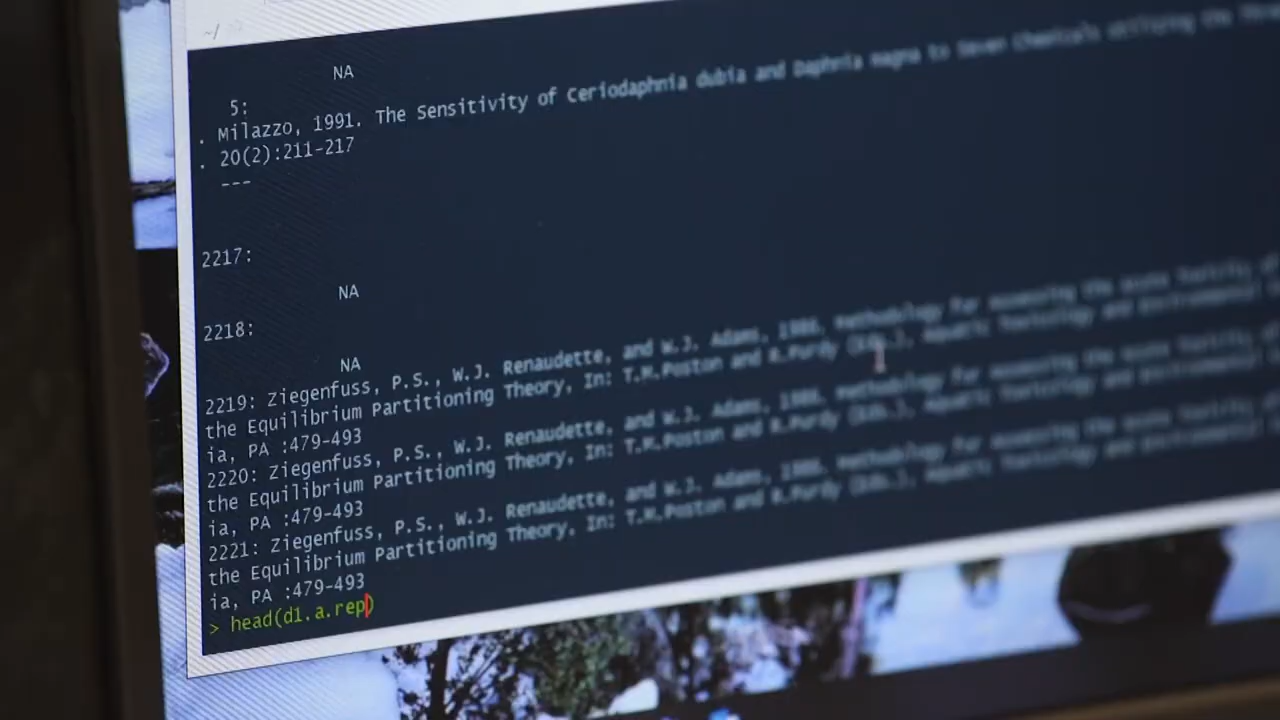 ~/
NA
5:
. Milazzo, 1991. The Sensitivity of Ceriodaphnia dubia and Daphnia magna to Seven Chemicals utilizing the
. 20(2):211-217
---
2217:
NA
2218:
NA
2219: Ziegenfuss, P.S., W.J. Renaudette, and W.J. Adams, 1986. Methodology for assessing the acute toxicity of
the Equilibrium Partitioning Theory, In: T.M.Poston and R.Purdy (Eds.), Aquatic Toxicology and Environmental
ia, PA :479-493
2220: Ziegenfuss, P.S., W.J. Renaudette, and W.J. Adams, 1986. Methodology for assessing the acute toxicity of
the Equilibrium Partitioning Theory, In: T.M.Poston and R.Purdy (Eds.), Aquatic Toxicology and Environmental
ia, PA :479-493
2221: Ziegenfuss, P.S., W.J. Renaudette, and W.J. Adams, 1986. Methodology for assessing the acute toxicity of
the Equilibrium Partitioning Theory, In: T.M.Poston and R.Purdy (Eds.), Aquatic Toxicology and Environmental
ia, PA :479-493
> head(d1.a.rep)